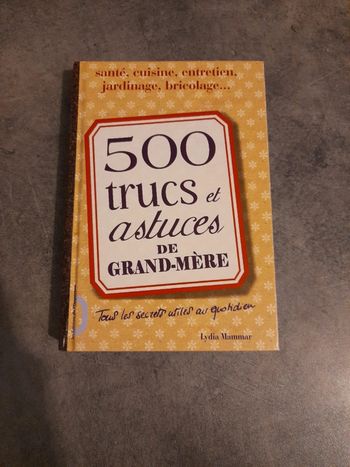 santé, cuisine, entretien,
jardinage, bricolage...
500
trucs et
astuces
DE
GRAND-MÈRE
Tous les secrets utiles au quotidien
Lydia Mammar